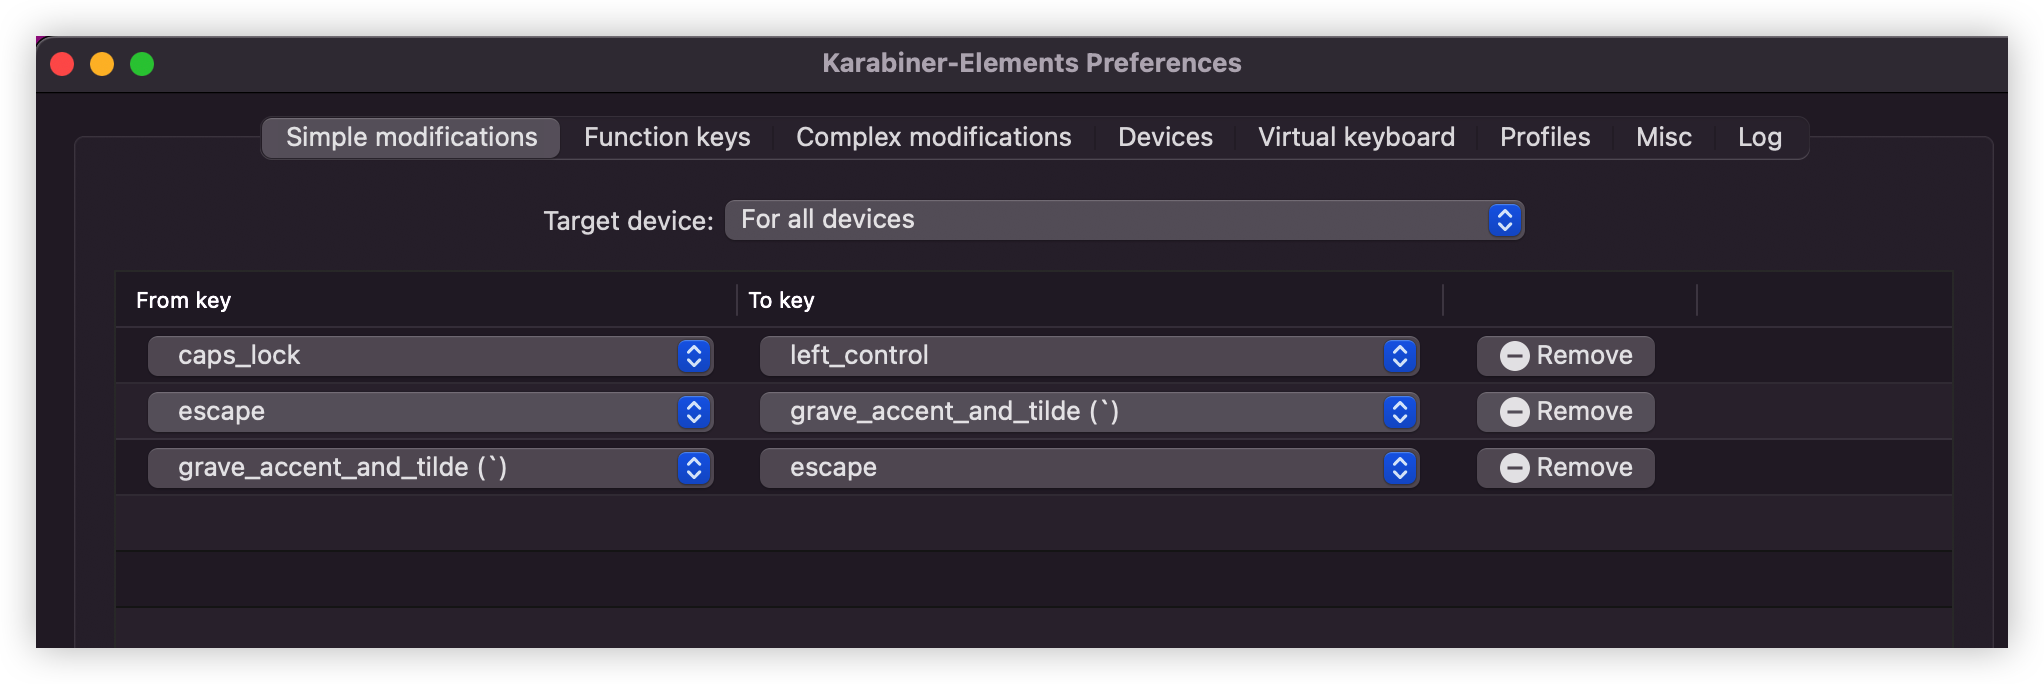 Karabiner-Elements Preferences
Simple modifications Function keys Complex modifications Devices Virtual keyboard Profiles Misc Log
Target device: For all devices
From key To key
caps_lock left_control Remove
escape grave_accent_and_tilde (`) Remove
grave_accent_and_tilde (`) escape Remove